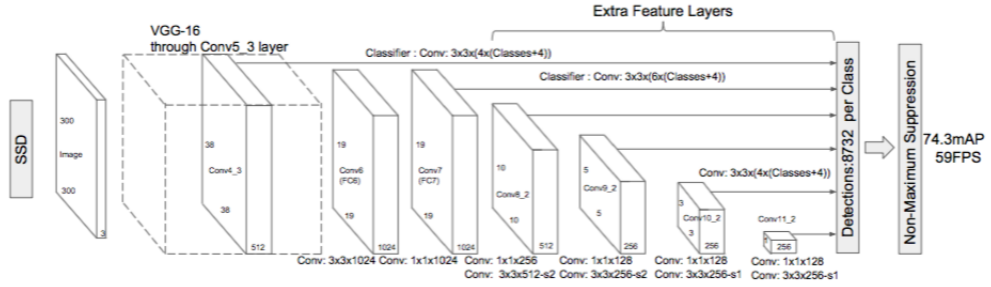 Extra Feature Layers
VGG-16
through Conv5_3 layer
Classifier : Conv: 3x3x(4x(Classes+4))
Classifier : Conv: 3x3x(6x(Classes+4))
SSD
300
Image
300
3
38
Conv4_3
38
512
19
Conv6
(FC6)
19
1024
19
Conv7
(FC7)
19
1024
10
Conv8_2
10
512
5
Conv9_2
5
256
Conv: 3x3x(4x(Classes+4))
3
Conv10_2
3
256
Conv11_2
1
256
Detections:8732 per Class
Non-Maximum Suppression
74.3mAP
59FPS
Conv: 3x3x1024
Conv: 1x1x1024
Conv: 1x1x256
Conv: 3x3x512-s2
Conv: 1x1x128
Conv: 3x3x256-s2
Conv: 1x1x128
Conv: 3x3x256-s1
Conv: 1x1x128
Conv: 3x3x256-s1